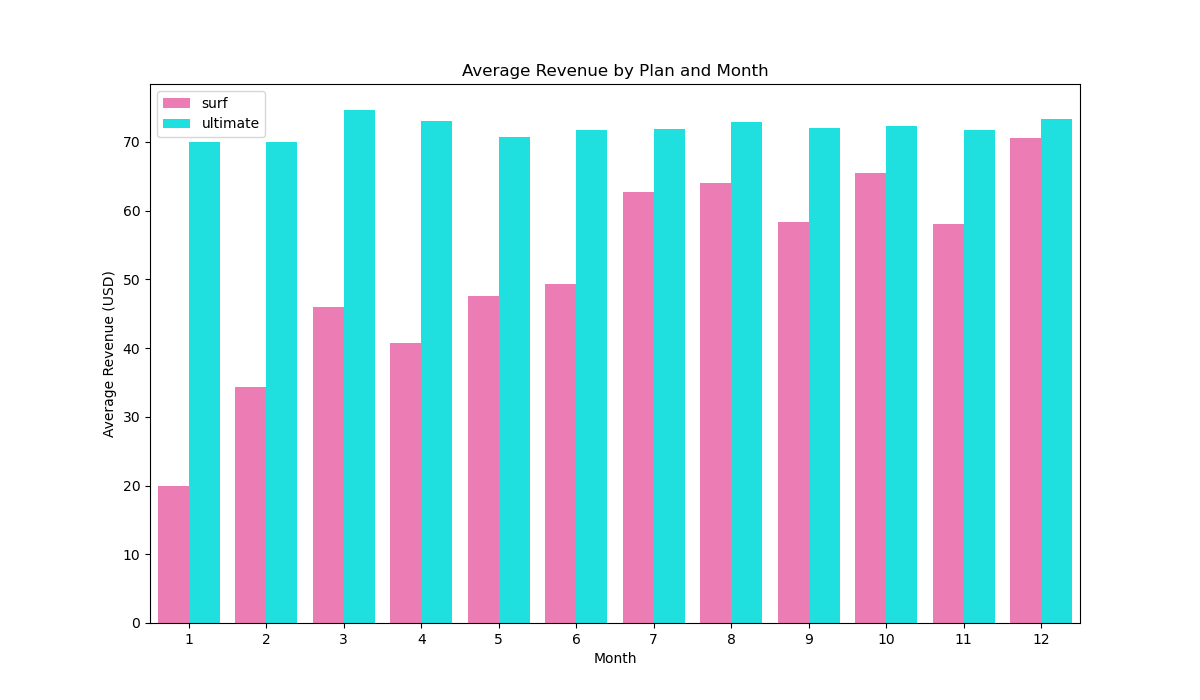 Average Revenue by Plan and Month
surf
ultimate
Average Revenue (USD)
70
60
50
40
30
20
10
0
1 2 3 4 5 6 7 8 9 10 11 12
Month